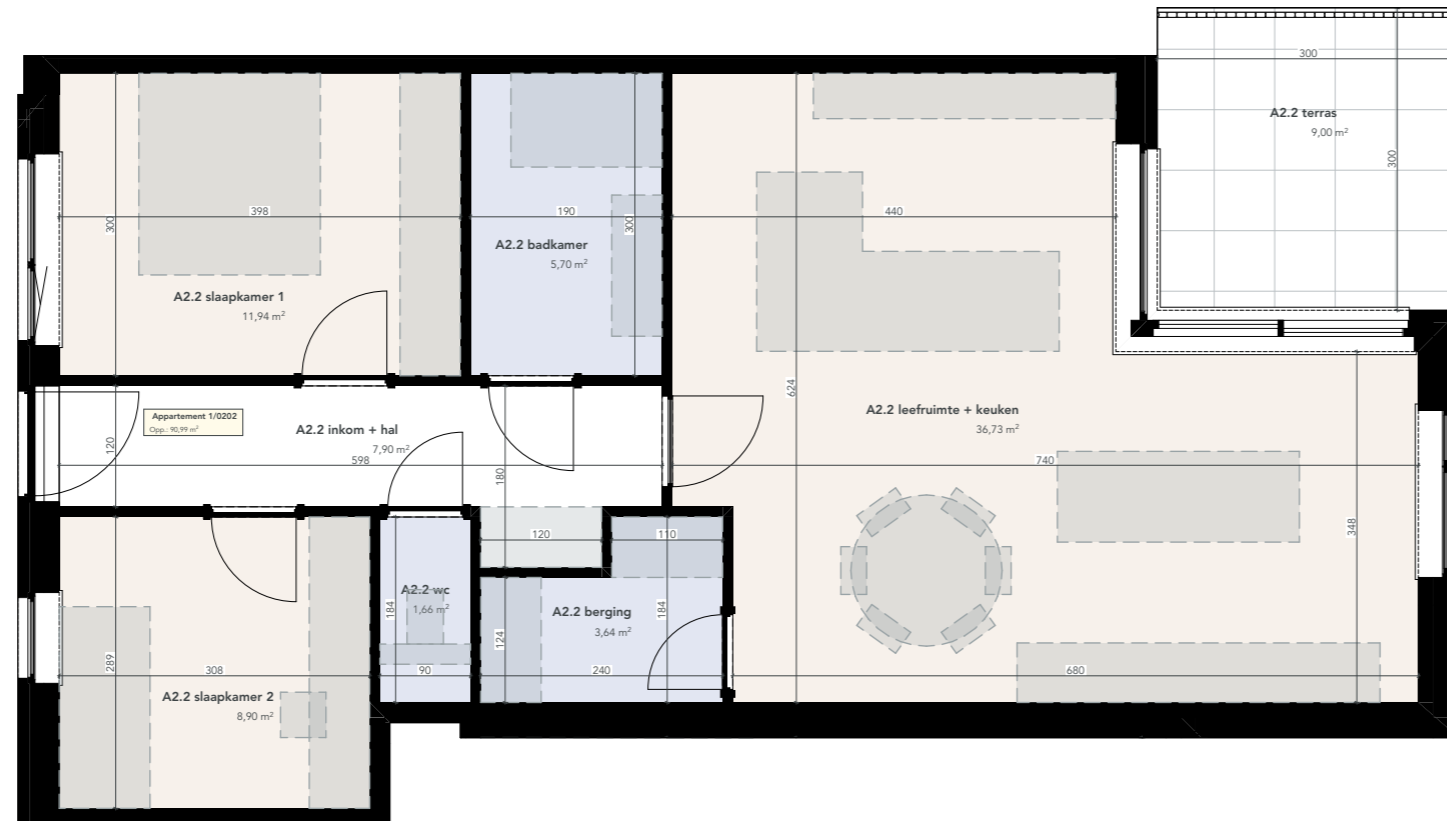 300
A2.2 terras
9,00 m²
300
398
300
190
300
440
A2.2 badkamer
5,70 m²
A2.2 slaapkamer 1
11,94 m²
624
A2.2 leefruimte + keuken
36,73 m²
Appartement 1/0202
Opp.: 90,99 m²
120
A2.2 inkom + hal
7,90 m²
598
180
740
120
110
348
A2.2 wc
1,66 m²
184
A2.2 berging
3,64 m²
184
124
289
308
90
240
680
A2.2 slaapkamer 2
8,90 m²